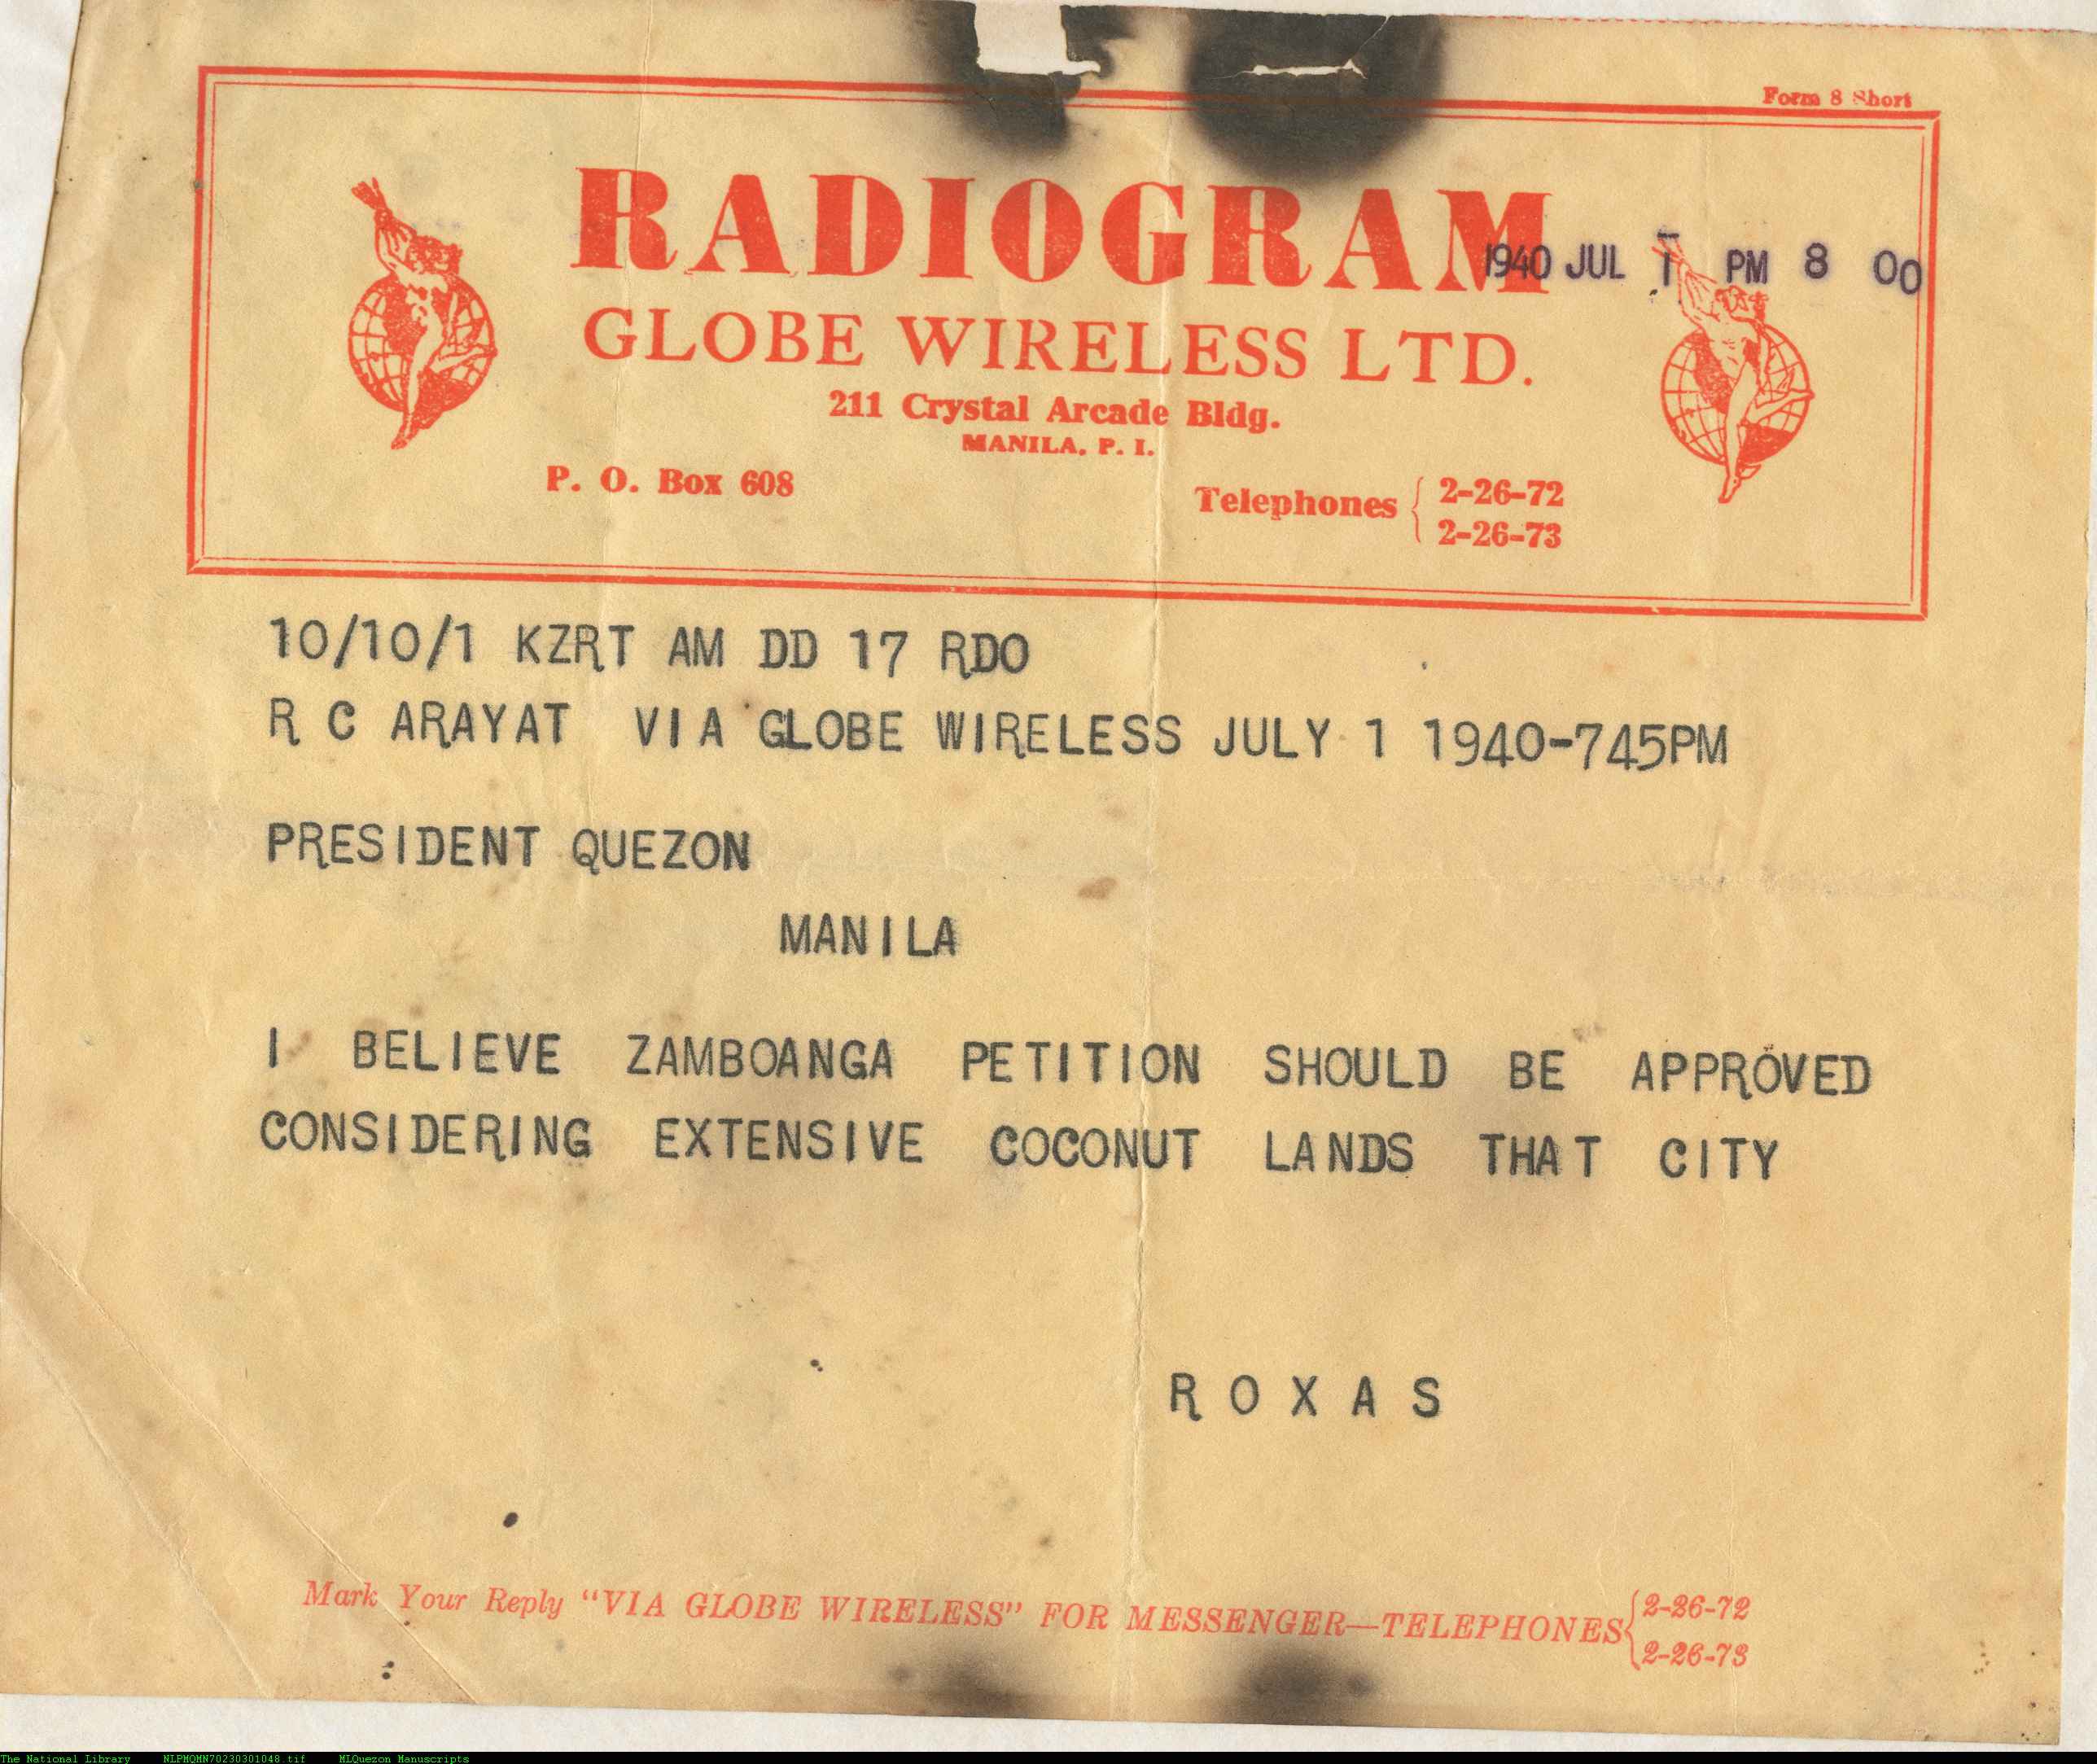 Form 8 Short
RADIOGRAM
1940 JUL 1 PM 8 00
GLOBE WIRELESS LTD.
211 Crystal Arcade Bldg.
MANILA, P. I.
P. O. Box 608
Telephones { 2-26-72
2-26-73
10/10/1 KZRT AM DD 17 RDO
R C ARAYAT VIA GLOBE WIRELESS JULY 1 1940-745PM
PRESIDENT QUEZON
MANILA
I BELIEVE ZAMBOANGA PETITION SHOULD BE APPROVED
CONSIDERING EXTENSIVE COCONUT LANDS THAT CITY
R O X A S
Mark Your Reply "VIA GLOBE WIRELESS" FOR MESSENGER—TELEPHONES { 2-26-72
2-26-73
The National Library NLPMQMN70230301048.tif MLQuezon Manuscripts